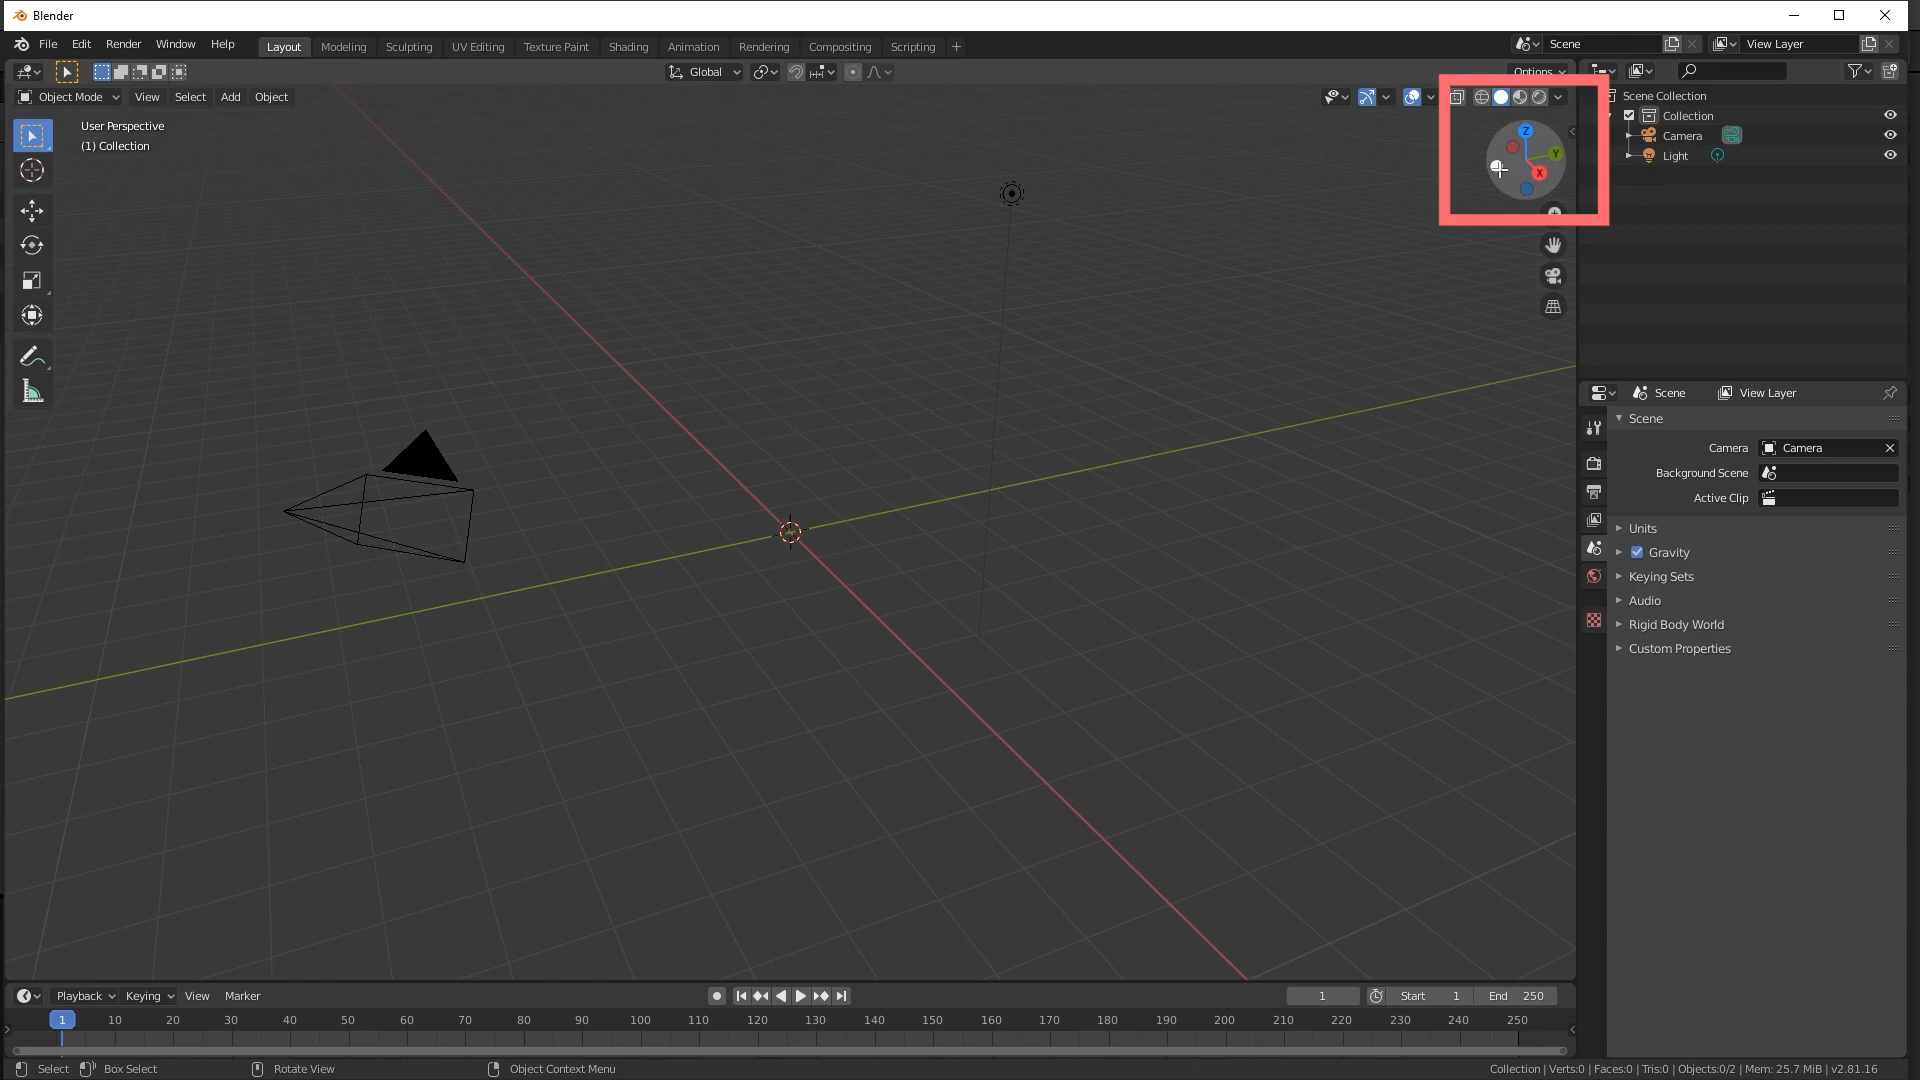 Blender
File Edit Render Window Help Layout Modeling Sculpting UV Editing Texture Paint Shading Animation Rendering Compositing Scripting + Scene View Layer
Global Options
Object Mode View Select Add Object
User Perspective
(1) Collection
Z
Y
X
Scene Collection
Collection
Camera
Light
Scene View Layer
Scene
Camera Camera
Background Scene
Active Clip
Units
Gravity
Keying Sets
Audio
Rigid Body World
Custom Properties
Playback Keying View Marker 1 Start 1 End 250
1 10 20 30 40 50 60 70 80 90 100 110 120 130 140 150 160 170 180 190 200 210 220 230 240 250
Select Box Select Rotate View Object Context Menu Collection | Verts:0 | Faces:0 | Tris:0 | Objects:0/2 | Mem: 25.7 MiB | v2.81.16